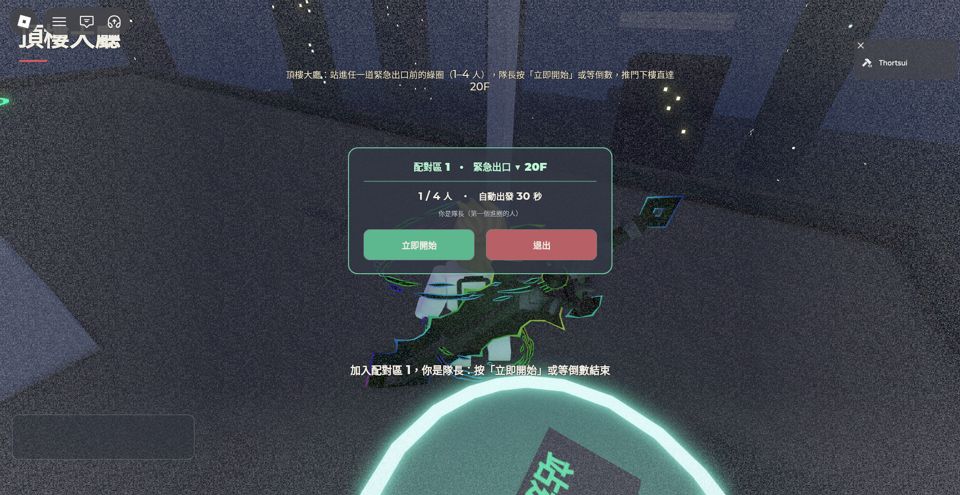 頂樓大廳
Thortsui
頂樓大廳：站進任一道緊急出口前的綠圈（1–4 人），隊長按「立即開始」或等倒數，推門下樓直達
20F
配對區 1 • 緊急出口 ▼ 20F
1 / 4 人 • 自動出發 30 秒
你是隊長（第一個進圈的人）
立即開始
退出
加入配對區 1，你是隊長：按「立即開始」或等倒數結束
站